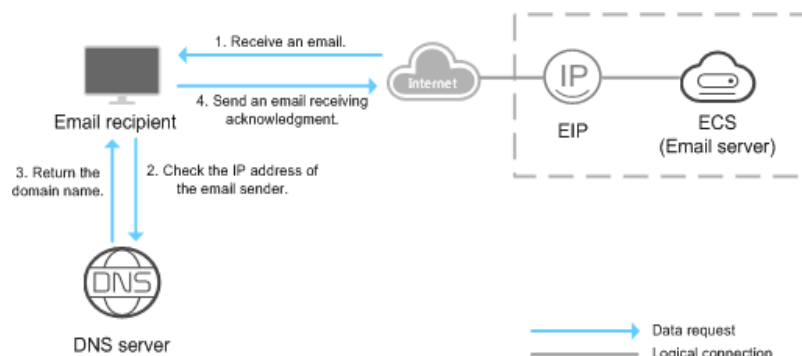 1. Receive an email.
Internet
4. Send an email receiving
acknowledgment.
Email recipient
IP
EIP
ECS
(Email server)
3. Return the
domain name.
2. Check the IP address of
the email sender.
DNS
DNS server
Data request
Logical connection